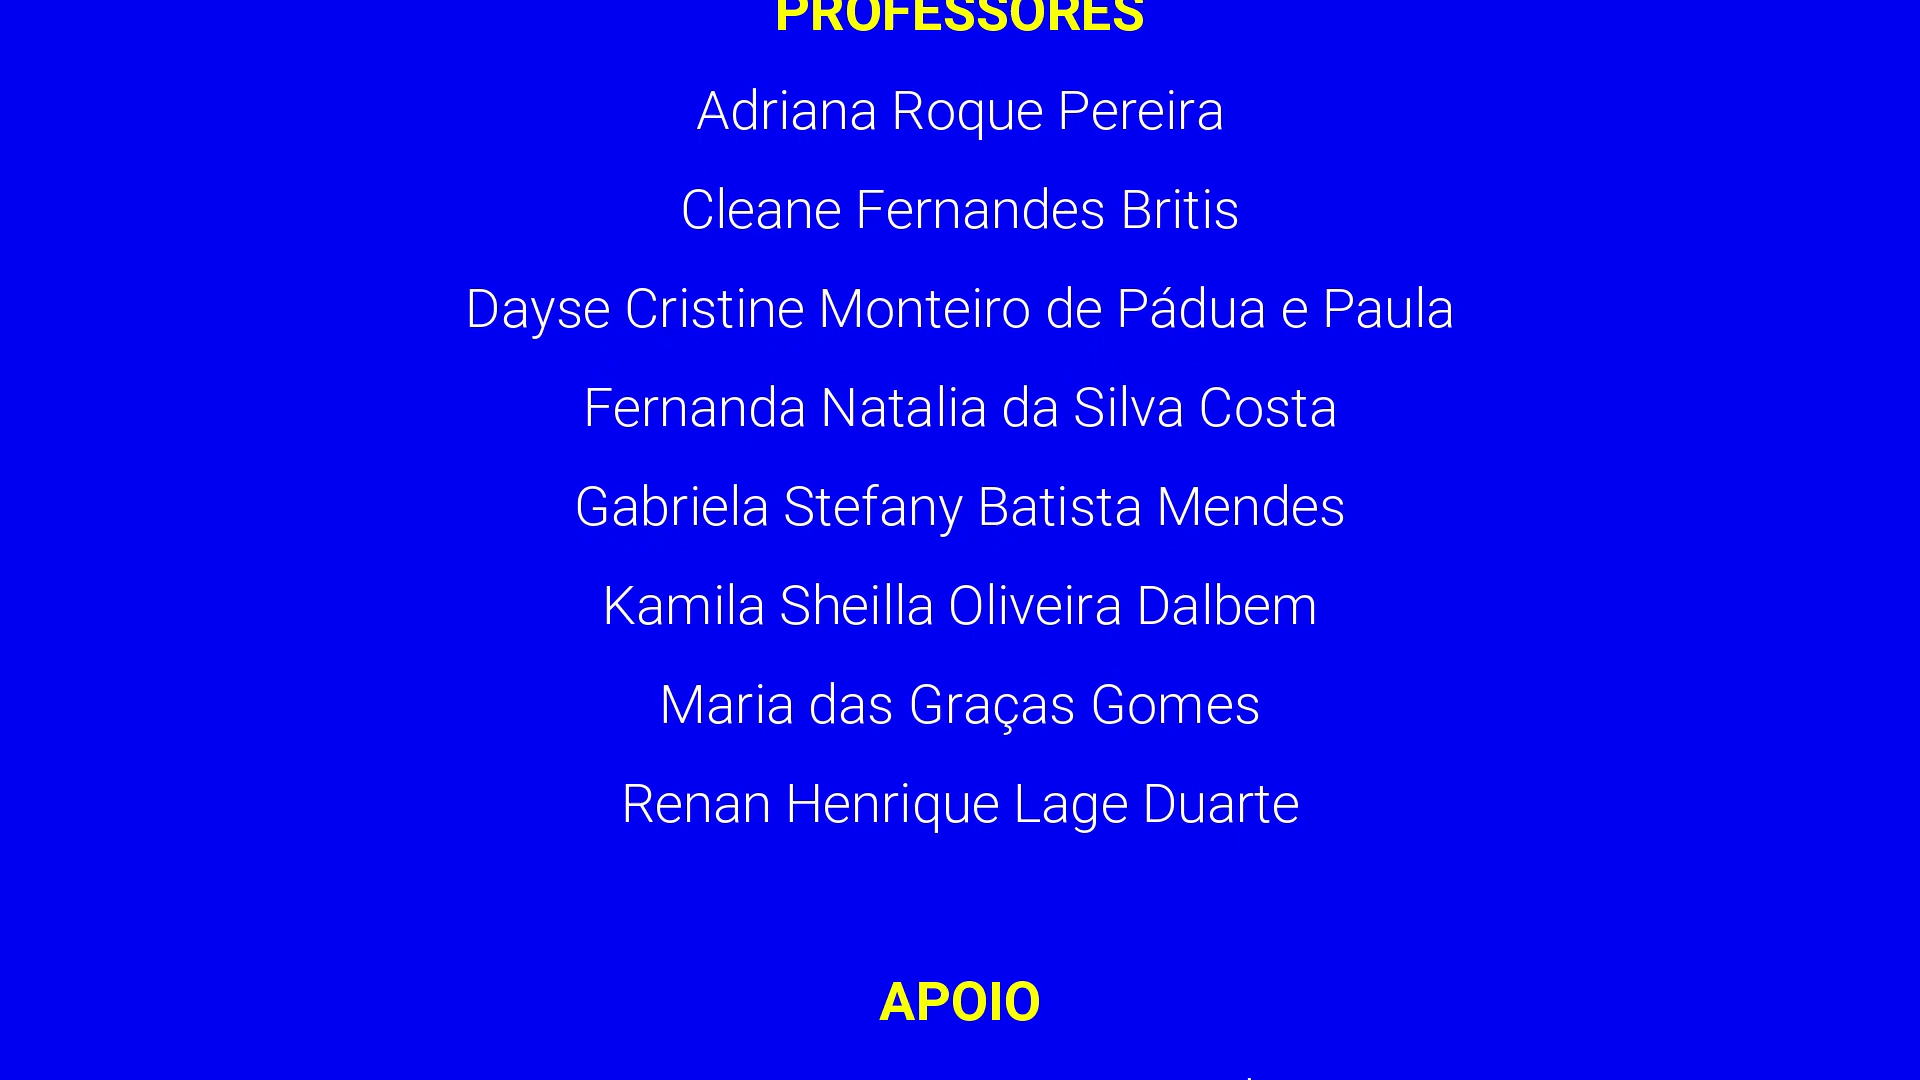 PROFESSORES
Adriana Roque Pereira
Cleane Fernandes Britis
Dayse Cristine Monteiro de Pádua e Paula
Fernanda Natalia da Silva Costa
Gabriela Stefany Batista Mendes
Kamila Sheilla Oliveira Dalbem
Maria das Graças Gomes
Renan Henrique Lage Duarte
APOIO